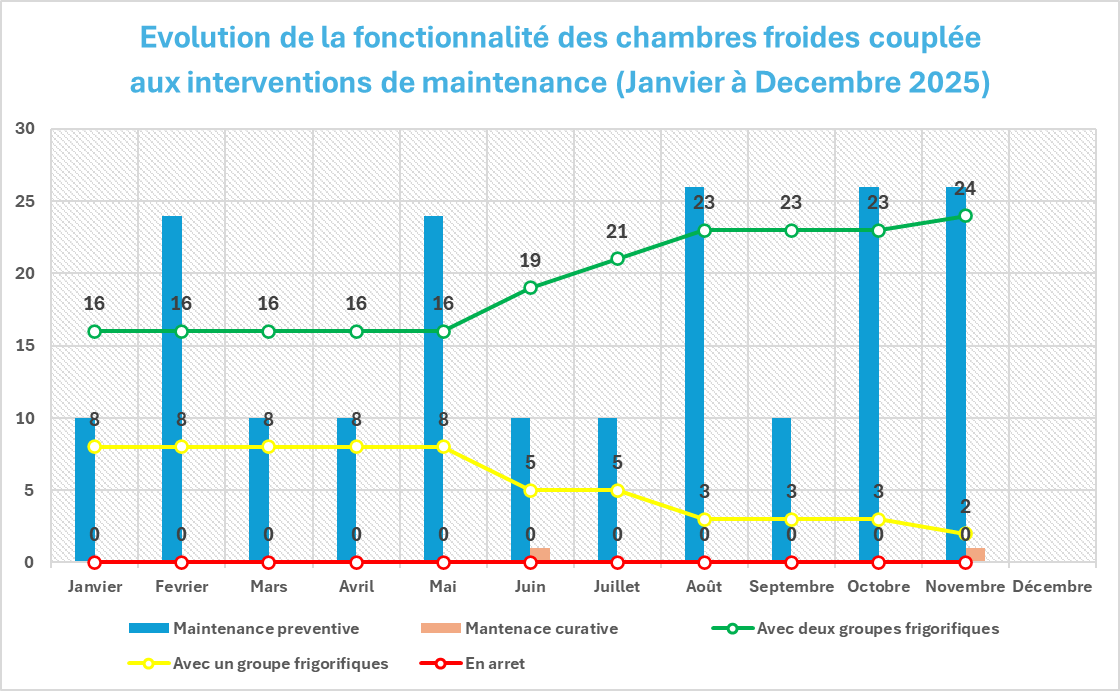 Evolution de la fonctionnalité des chambres froides couplée
aux interventions de maintenance (Janvier à Decembre 2025)
30
25
20
15
10
5
0
24
23 23 23
21
19
16 16 16 16 16
8 8 8 8 8
5 5
3 3 3
2
0 0 0 0 0 0 0 0 0 0 0
Janvier Fevrier Mars Avril Mai Juin Juillet Août Septembre Octobre Novembre Décembre
Maintenance preventive Mantenace curative Avec deux groupes frigorifiques
Avec un groupe frigorifiques En arret